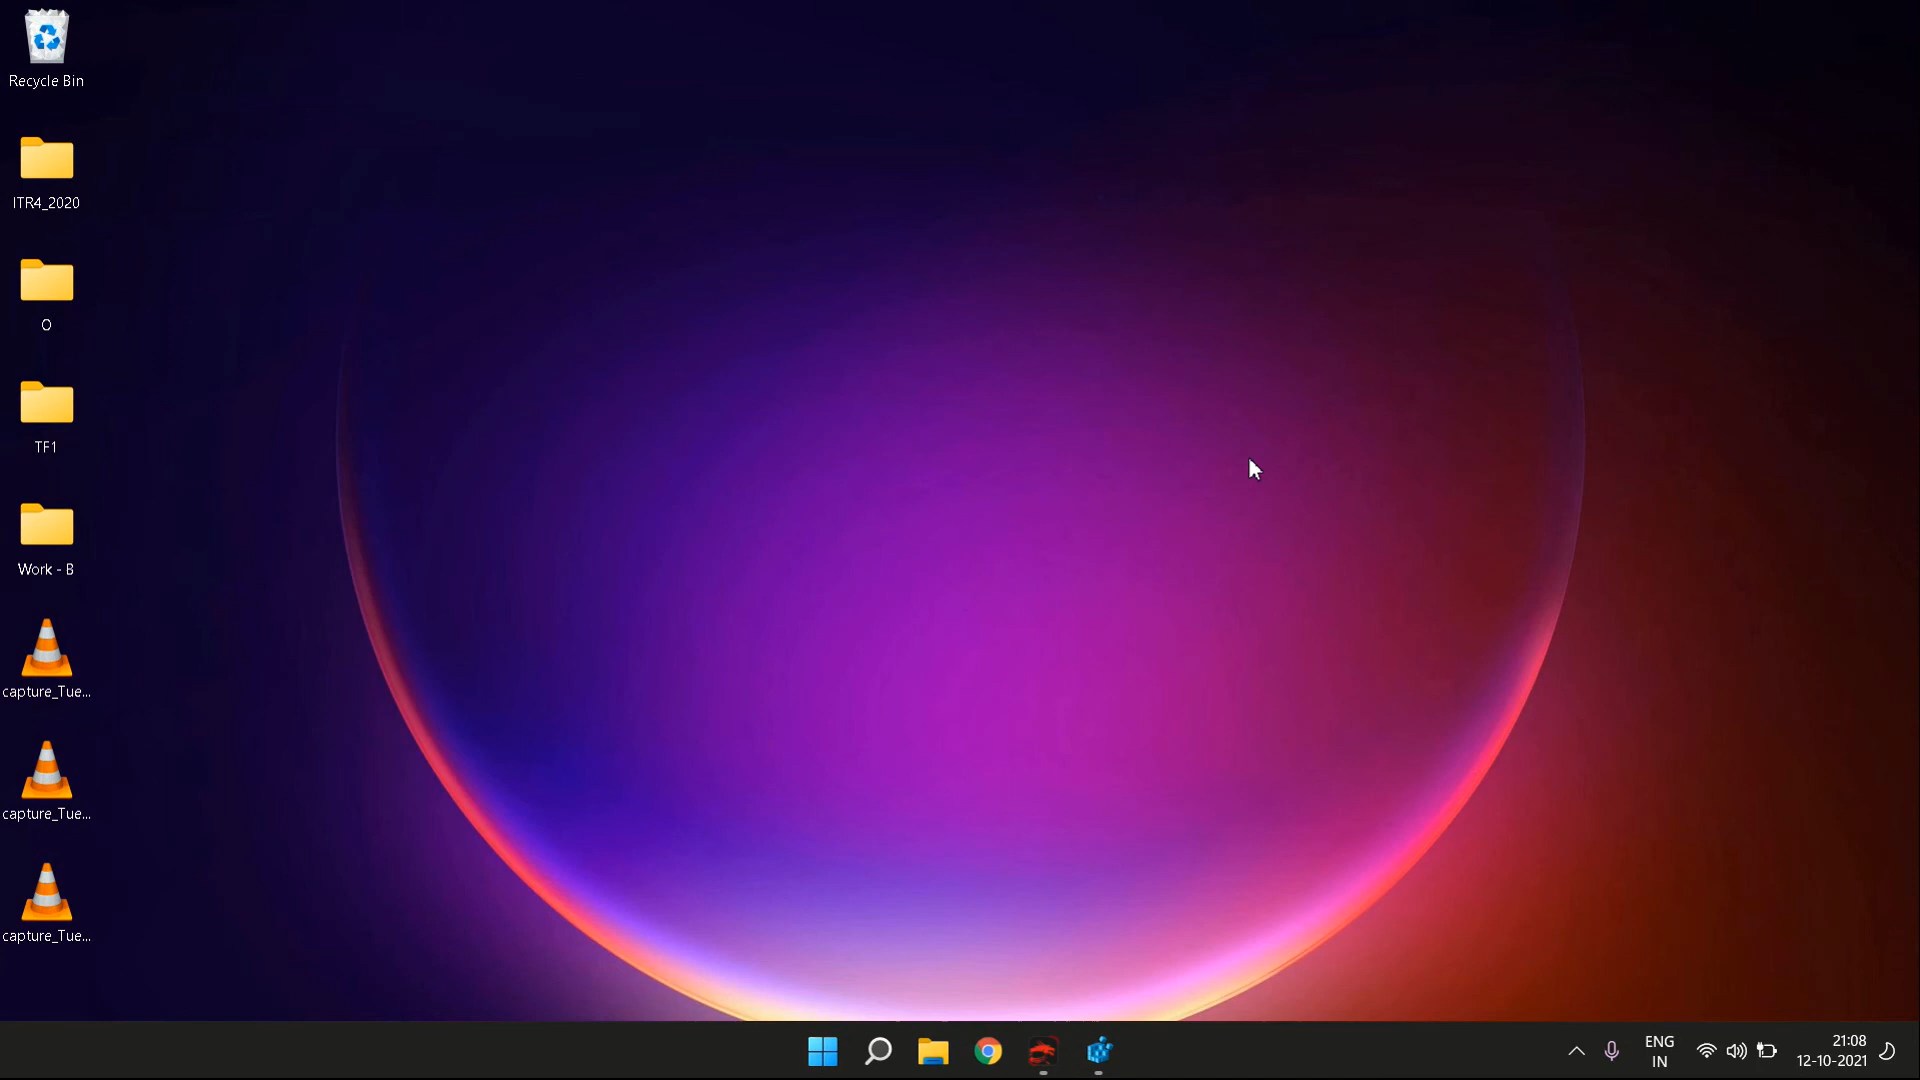 Recycle Bin
ITR4_2020
O
TF1
Work - B
capture_Tue...
capture_Tue...
capture_Tue...
ENG
IN
21:08
12-10-2021